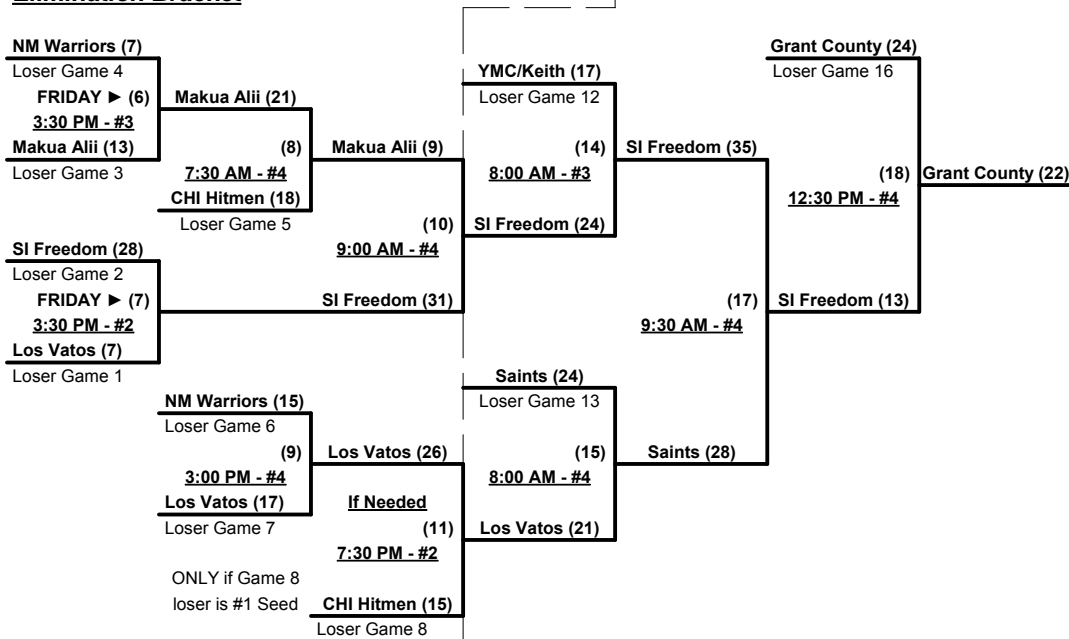 NM Warriors (7)
Loser Game 4
FRIDAY ► (6)
3:30 PM - #3
Makua Alii (13)
Loser Game 3
Makua Alii (21)
(8)
7:30 AM - #4
CHI Hitmen (18)
Loser Game 5
SI Freedom (28)
Loser Game 2
FRIDAY ► (7)
3:30 PM - #2
Los Vatos (7)
Loser Game 1
Makua Alii (9)
(10)
9:00 AM - #4
SI Freedom (31)
NM Warriors (15)
Loser Game 6
(9)
3:00 PM - #4
Los Vatos (17)
Loser Game 7
Los Vatos (26)
If Needed
(11)
7:30 PM - #2
ONLY if Game 8
loser is #1 Seed
CHI Hitmen (15)
Loser Game 8
YMC/Keith (17)
Loser Game 12
(14)
8:00 AM - #3
SI Freedom (24)
Saints (24)
Loser Game 13
(15)
8:00 AM - #4
Los Vatos (21)
SI Freedom (35)
(17)
9:30 AM - #4
Saints (28)
Grant County (24)
Loser Game 16
(18)
12:30 PM - #4
SI Freedom (13)
Grant County (22)